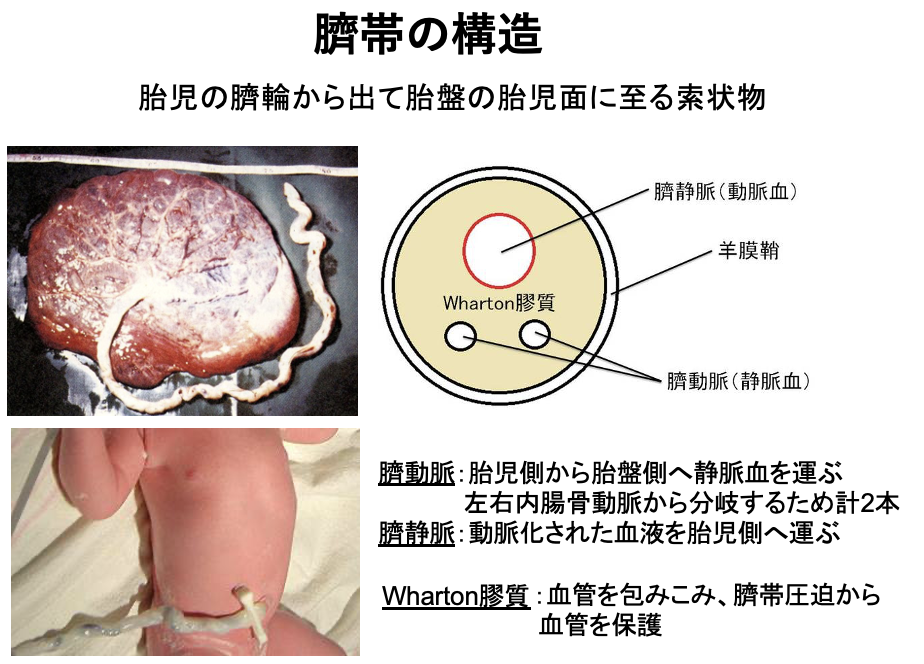 臍帯の構造
胎児の臍輪から出て胎盤の胎児面に至る索状物
臍静脈（動脈血）
羊膜鞘
Wharton膠質
臍動脈（静脈血）
臍動脈：胎児側から胎盤側へ静脈血を運ぶ
左右内腸骨動脈から分岐するため計2本
臍静脈：動脈化された血液を胎児側へ運ぶ
Wharton膠質：血管を包みこみ、臍帯圧迫から
血管を保護